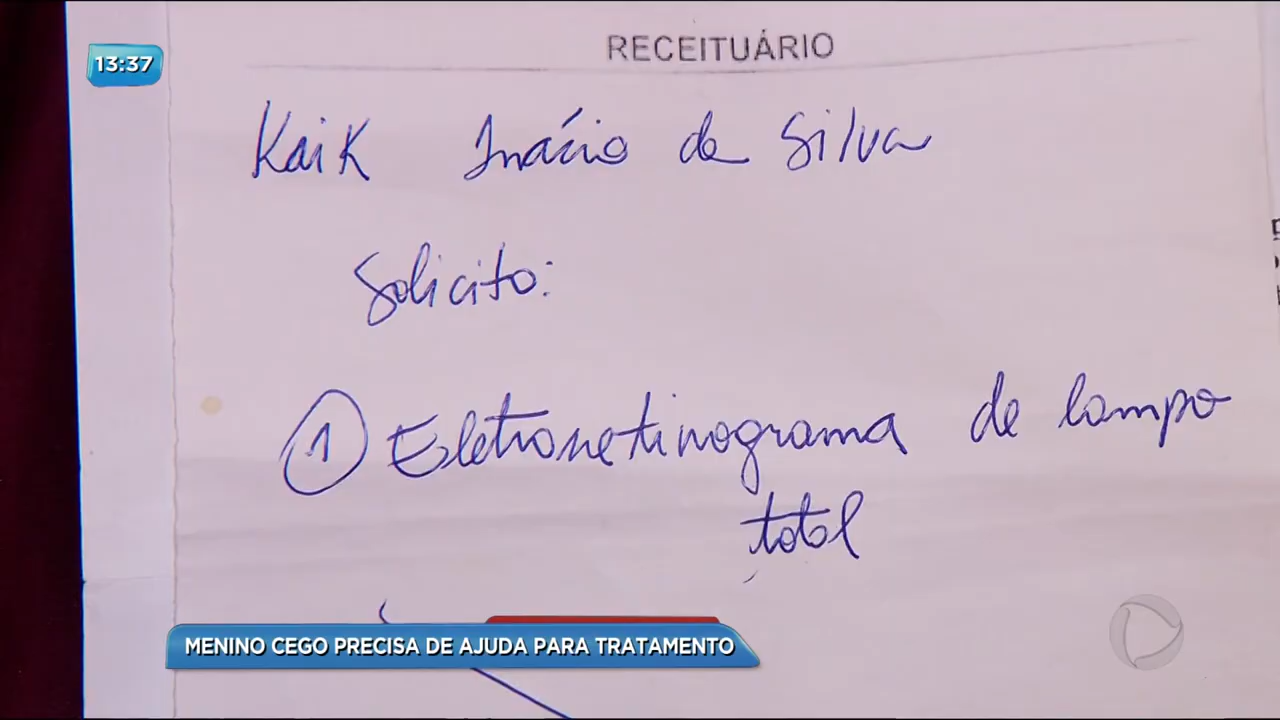 13:37
RECEITUÁRIO
Kaik Inácio da Silva
Solicito:
1 Eletroretinograma de campo
total
MENINO CEGO PRECISA DE AJUDA PARA TRATAMENTO